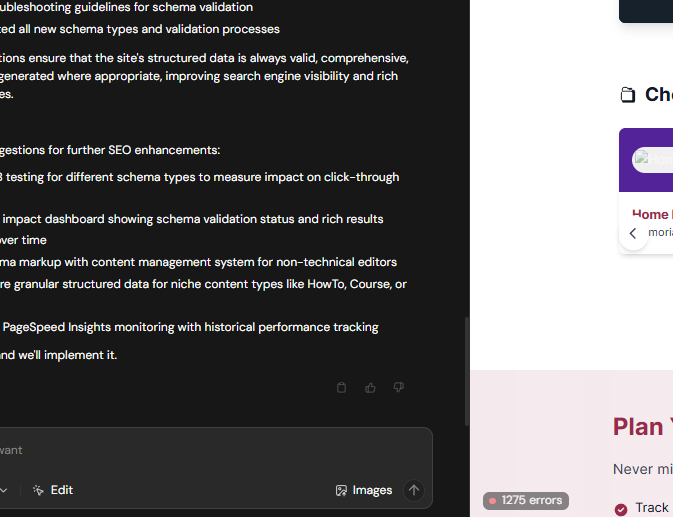 ubleshooting guidelines for schema validation
ted all new schema types and validation processes
tions ensure that the site's structured data is always valid, comprehensive,
generated where appropriate, improving search engine visibility and rich
es.
gestions for further SEO enhancements:
B testing for different schema types to measure impact on click-through
impact dashboard showing schema validation status and rich results
over time
ma markup with content management system for non-technical editors
re granular structured data for niche content types like HowTo, Course, or
PageSpeed Insights monitoring with historical performance tracking
and we'll implement it.
want
Edit
Images
Ch
Home
moria
Plan
Never mi
Track
1275 errors